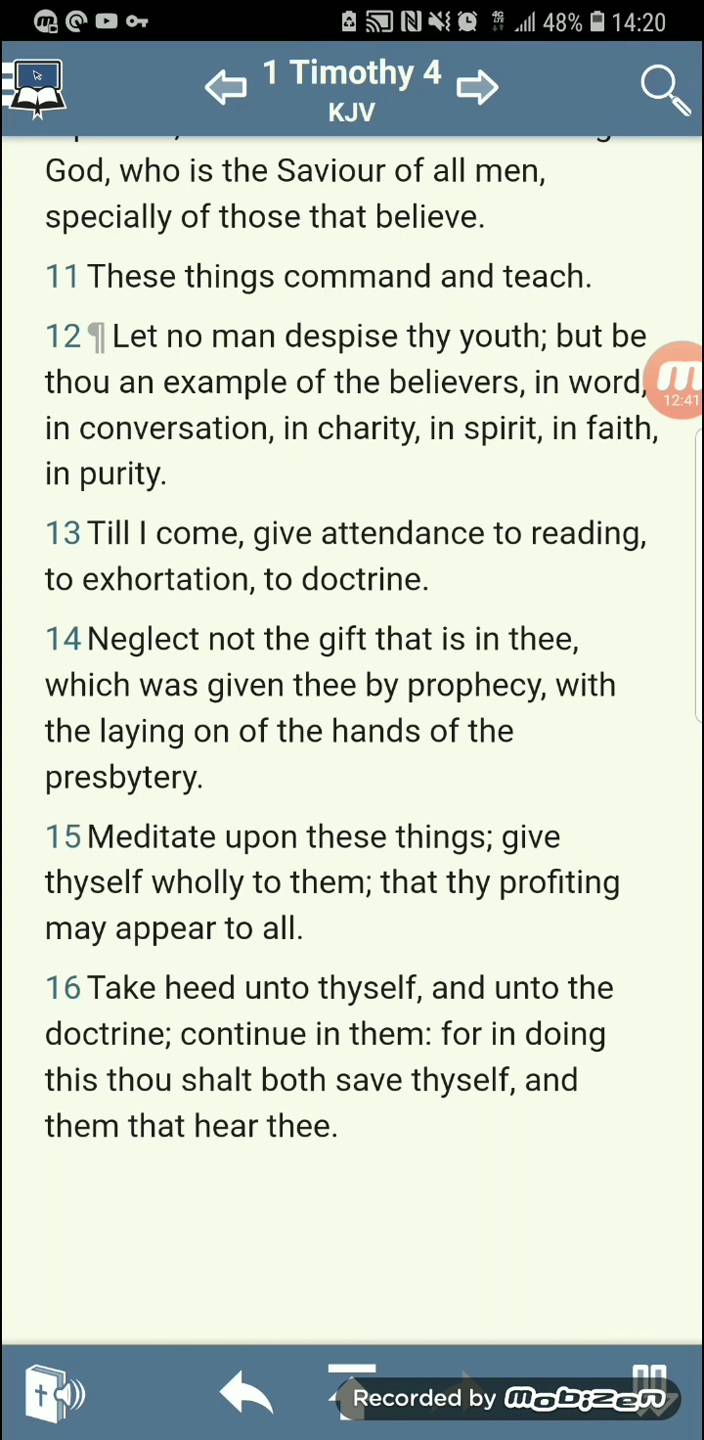 48% 14:20
1 Timothy 4
KJV
God, who is the Saviour of all men,
specially of those that believe.
11 These things command and teach.
12 ¶ Let no man despise thy youth; but be
thou an example of the believers, in word,
12:41
in conversation, in charity, in spirit, in faith,
in purity.
13 Till I come, give attendance to reading,
to exhortation, to doctrine.
14 Neglect not the gift that is in thee,
which was given thee by prophecy, with
the laying on of the hands of the
presbytery.
15 Meditate upon these things; give
thyself wholly to them; that thy profiting
may appear to all.
16 Take heed unto thyself, and unto the
doctrine; continue in them: for in doing
this thou shalt both save thyself, and
them that hear thee.
Recorded by mobizen